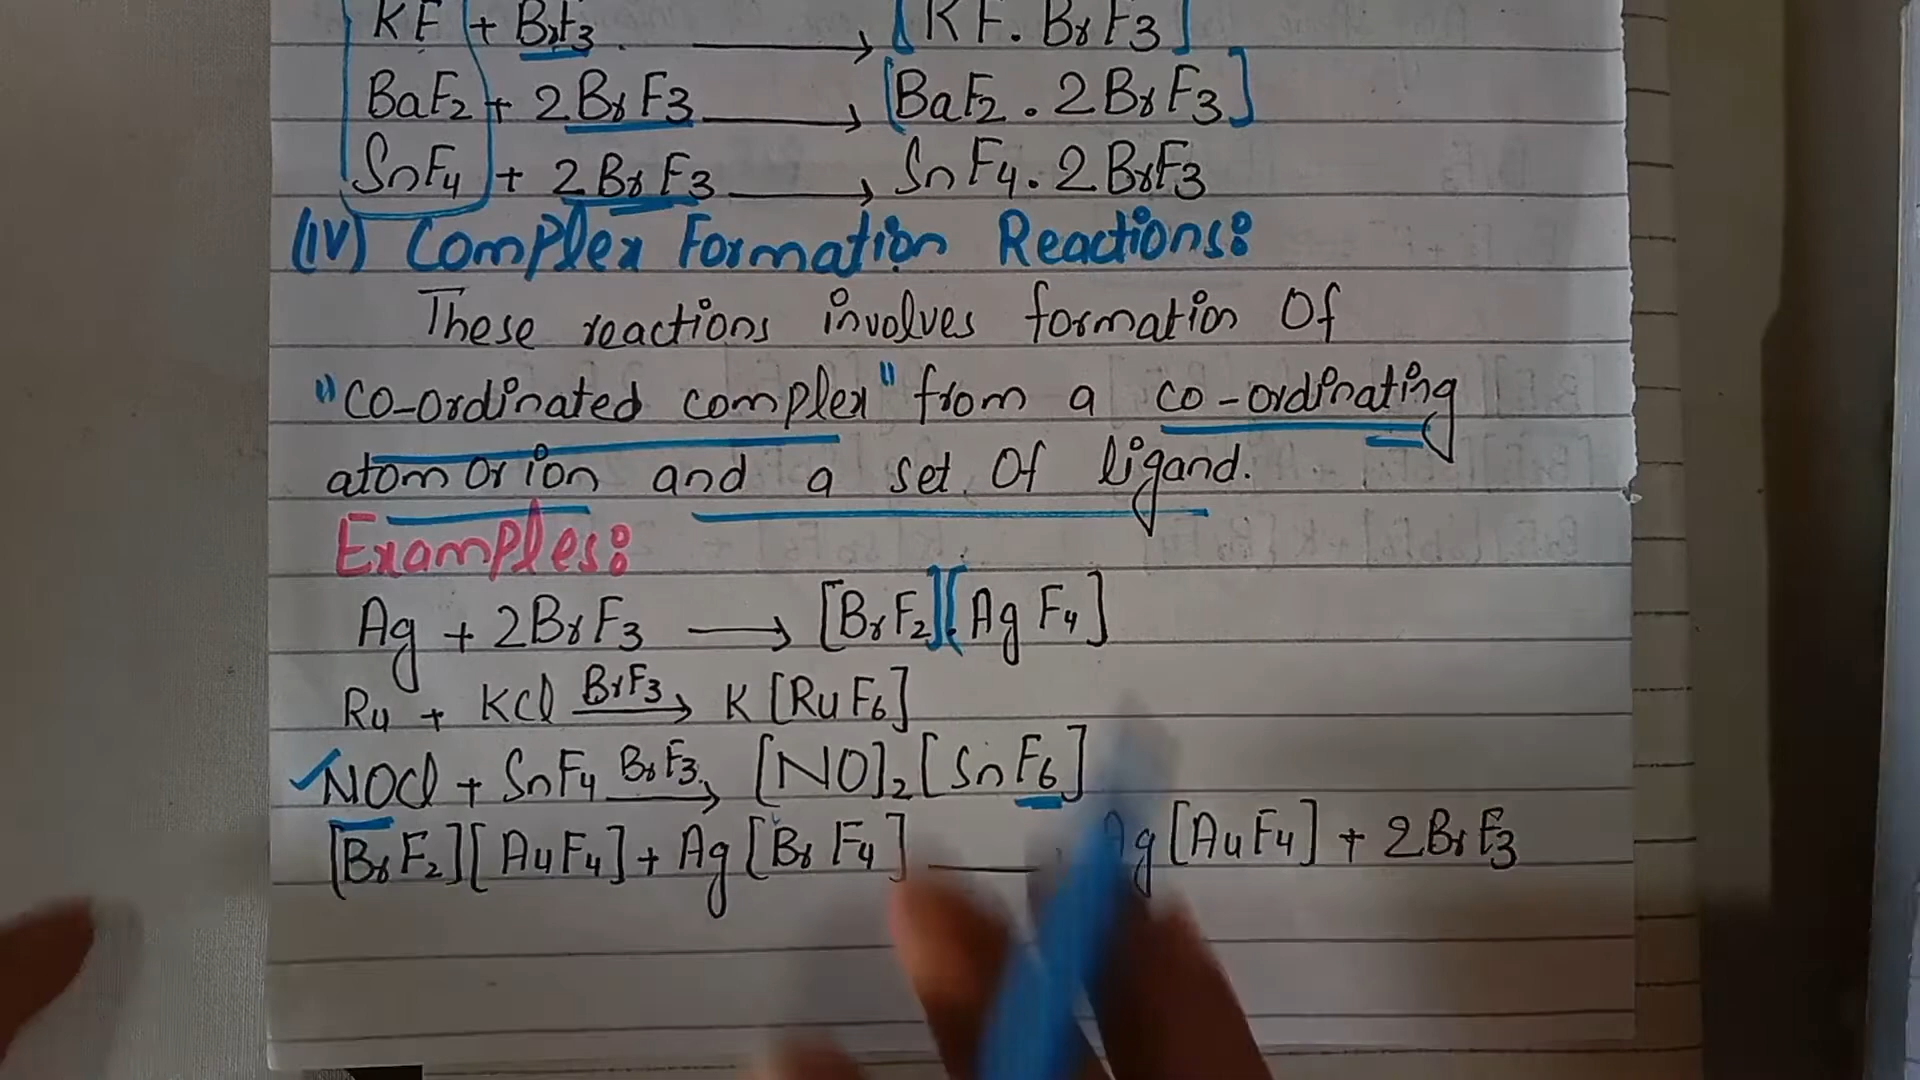 KF + BrF3 ⟶ [KF. BrF3]
BaF2 + 2BrF3 ⟶ [BaF2 . 2BrF3]
SnF4 + 2BrF3 ⟶ SnF4. 2BrF3
(IV) Complex Formation Reactions:
These reactions involves formation Of
"co-ordinated complex" from a co-ordinating
atom or ion and a set Of ligand.
Examples:
Ag + 2BrF3 ⟶ [BrF2][AgF4]
Ru + KCl BrF3⟶ K[RuF6]
NOCl + SnF4 BrF3⟶ [NO]2[SnF6]
[BrF2][AuF4] + Ag[BrF4] ⟶ Ag[AuF4] + 2BrF3